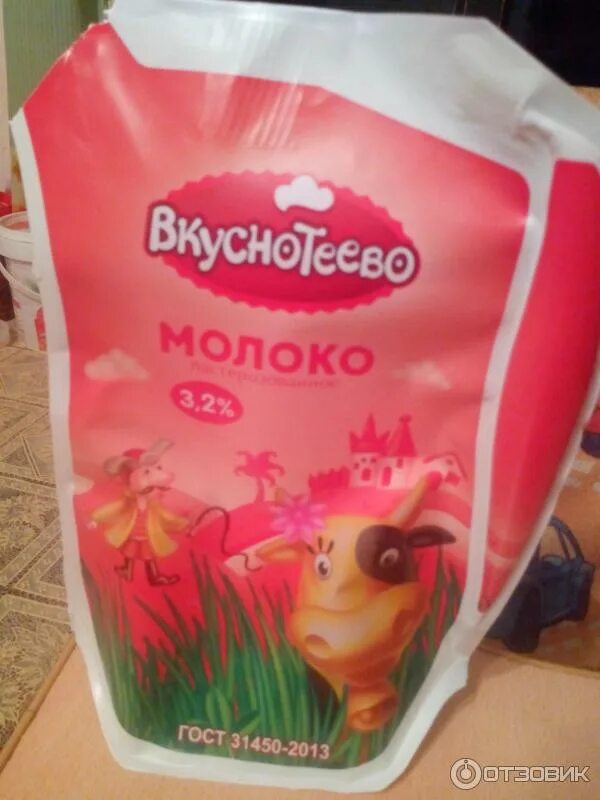 ВкуснотееВо
МОЛОКО
пастеризованное
3,2%
ГОСТ 31450-2013
ОТЗОВИК